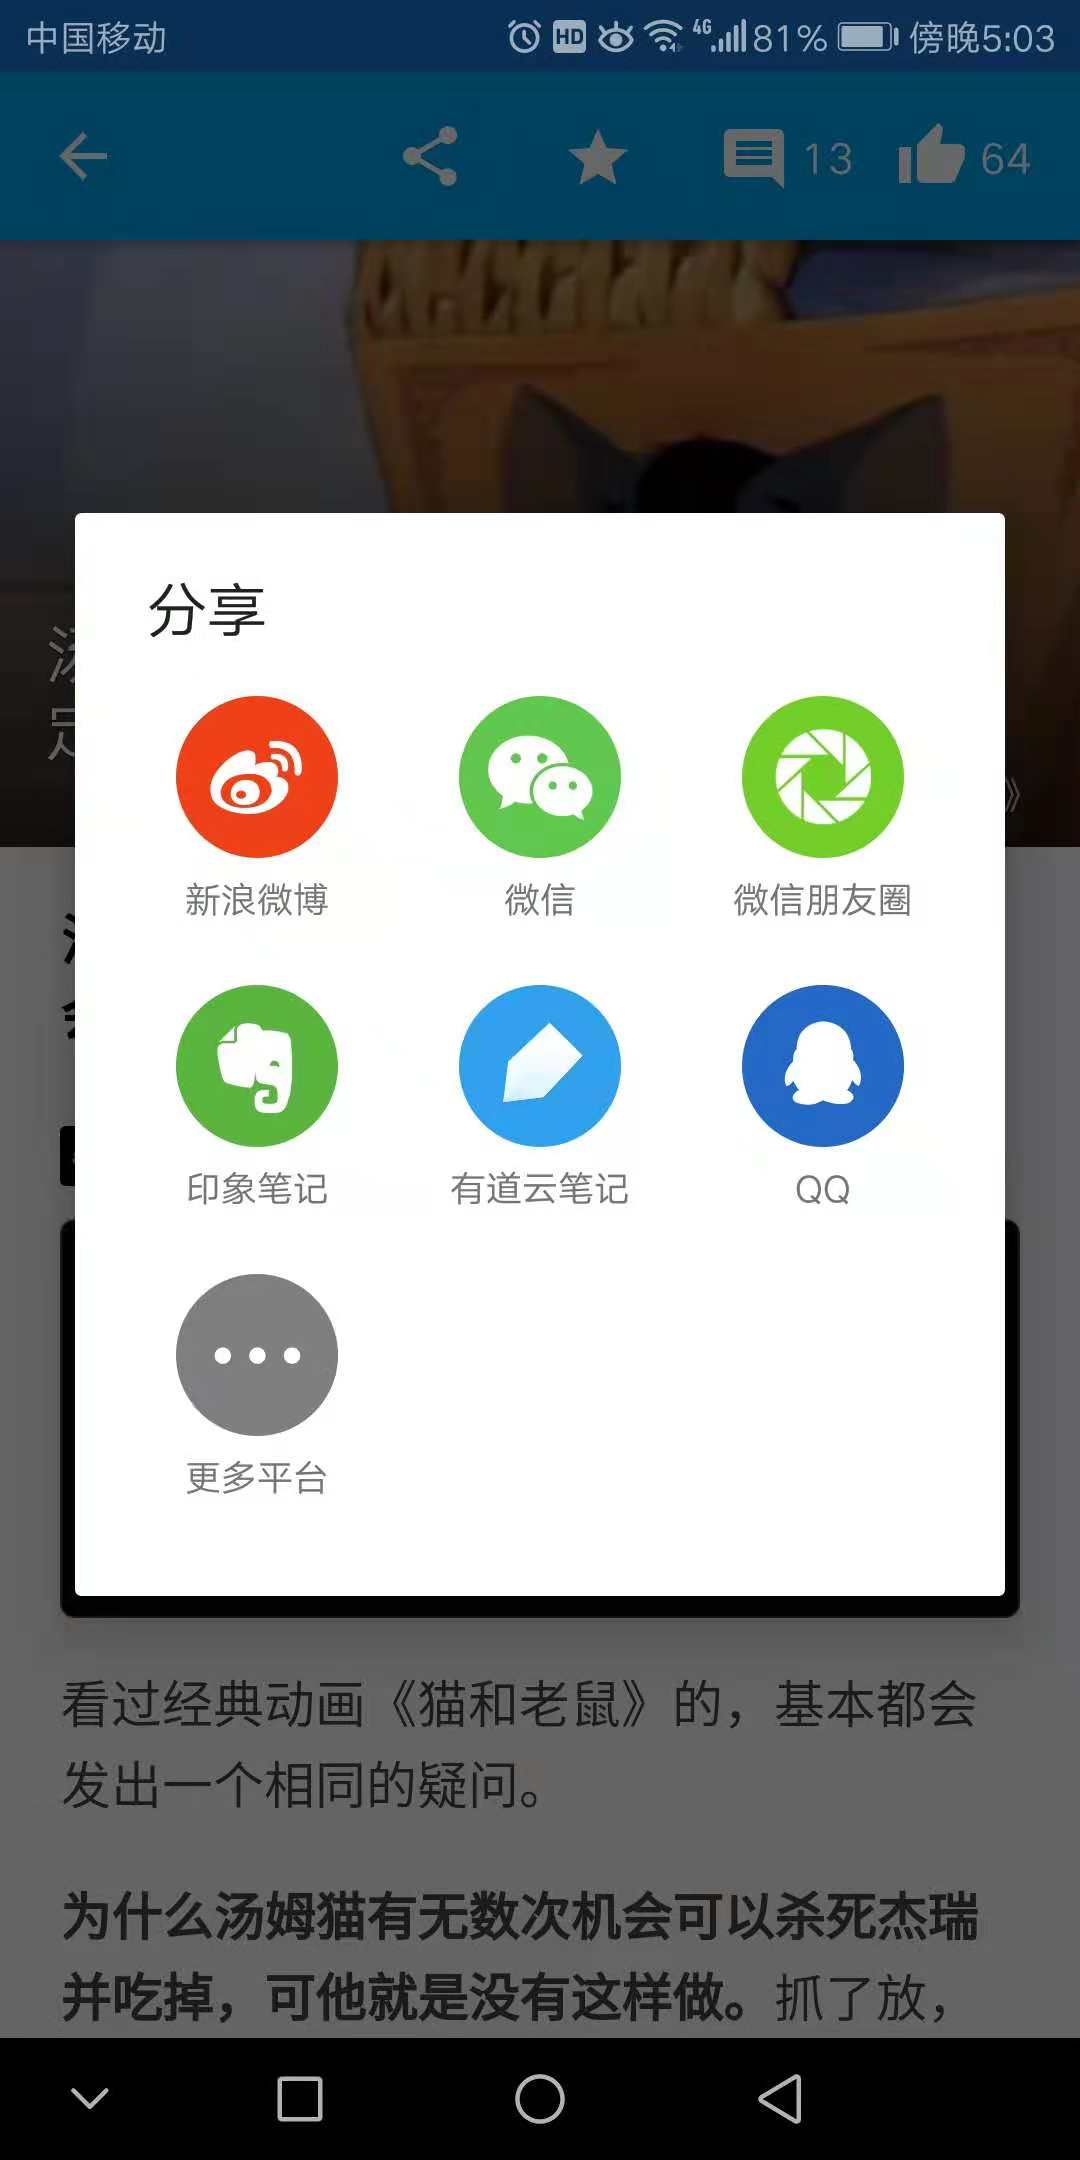 中国移动 HD 4G 81% 傍晚5:03
13 64
分享
》
新浪微博 微信 微信朋友圈
印象笔记 有道云笔记 QQ
更多平台
看过经典动画《猫和老鼠》的，基本都会
发出一个相同的疑问。
为什么汤姆猫有无数次机会可以杀死杰瑞
并吃掉，可他就是没有这样做。抓了放，